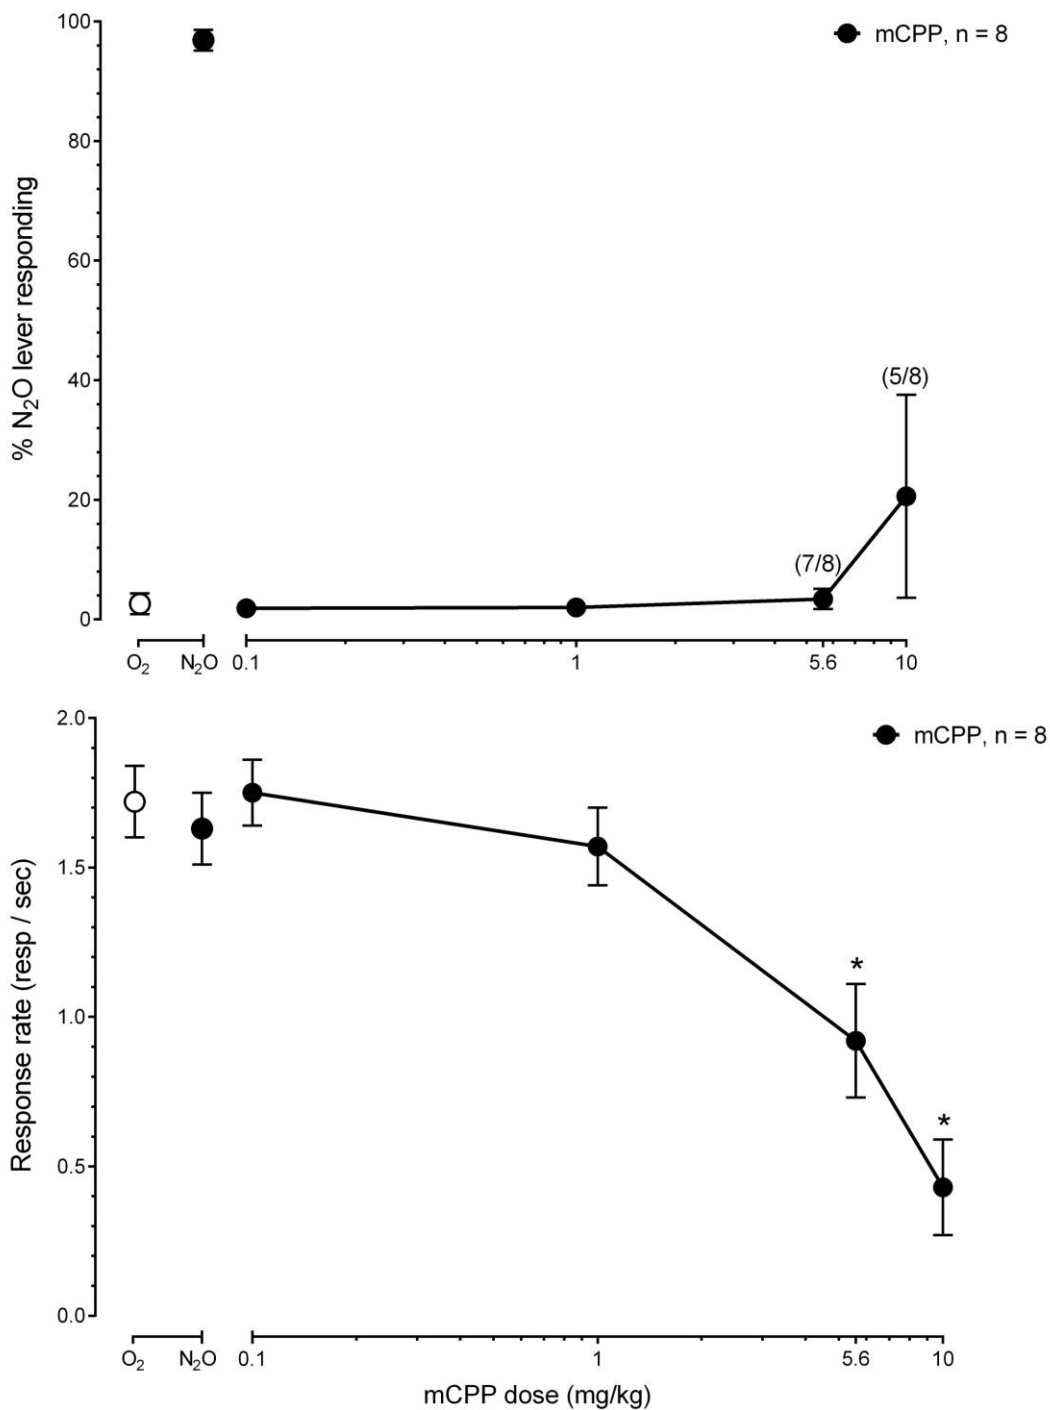 100
mCPP, n = 8
80
60
40
20
0
% N₂O lever responding
(7/8)
(5/8)
O₂ N₂O 0.1 1 5.6 10
2.0
mCPP, n = 8
1.5
1.0
0.5
0.0
Response rate (resp / sec)
*
*
O₂ N₂O 0.1 1 5.6 10
mCPP dose (mg/kg)